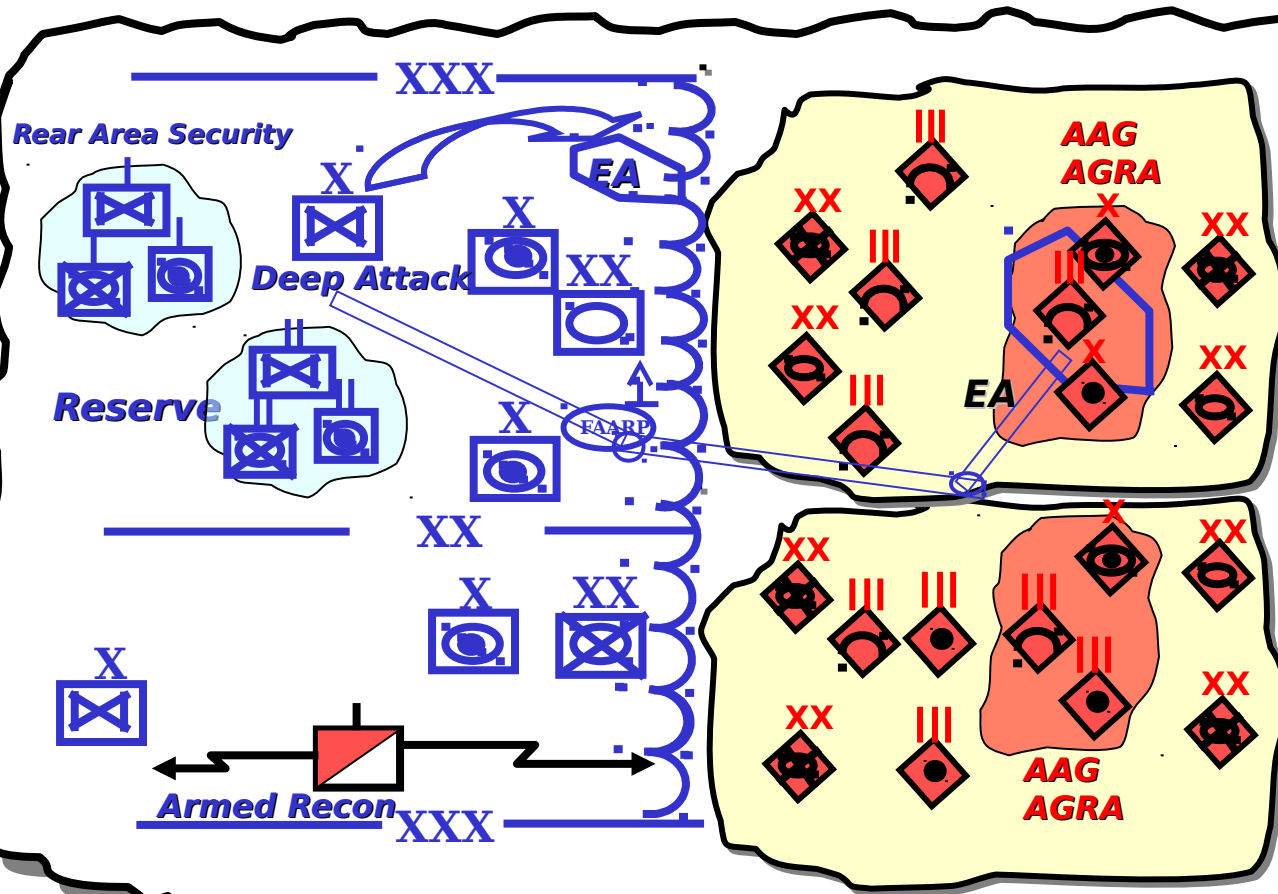 XXX
Rear Area Security
X
EA
X
Deep Attack
XX
Reserve
X
FAARP
XX
X
XX
X
Armed Recon
XXX
III
AAG
AGRA
XX
III
X
XX
III
XX
X
XX
EA
III
X
XX
XX
III
III
III
III
XX
III
XX
AAG
AGRA